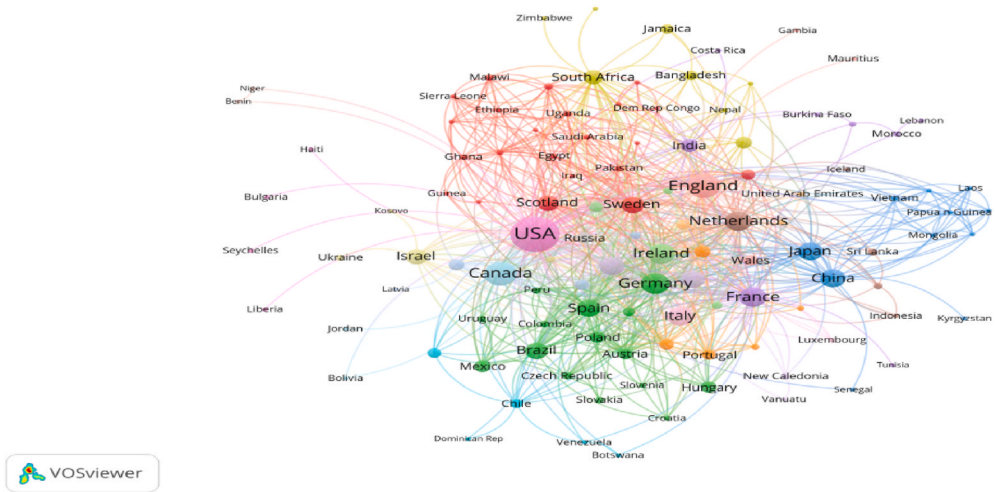 Zimbabwe
Jamaica
Gambia
Costa Rica
Mauritius
Malawi
South Africa
Bangladesh
Niger
Benin
Sierra Leone
Ethiopia
Uganda
Dem Rep Congo
Nepal
Burkina Faso
Lebanon
Morocco
Saudi Arabia
India
Haiti
Ghana
Egypt
Pakistan
Iceland
Iraq
England
Laos
Bulgaria
Guinea
United Arab Emirates
Vietnam
Scotland
Sweden
Kosovo
Papua n Guinea
Netherlands
USA
Russia
Mongolia
Seychelles
Ukraine
Israel
Ireland
Wales
Japan
Sri Lanka
Canada
China
Latvia
Peru
Germany
France
Liberia
Spain
Italy
Indonesia
Kyrgyzstan
Uruguay
Colombia
Jordan
Poland
Luxembourg
Brazil
Austria
Portugal
Tunisia
Mexico
Bolivia
Czech Republic
New Caledonia
Slovenia
Hungary
Senegal
Chile
Slovakia
Vanuatu
Croatia
Dominican Rep
Venezuela
Botswana
VOSviewer